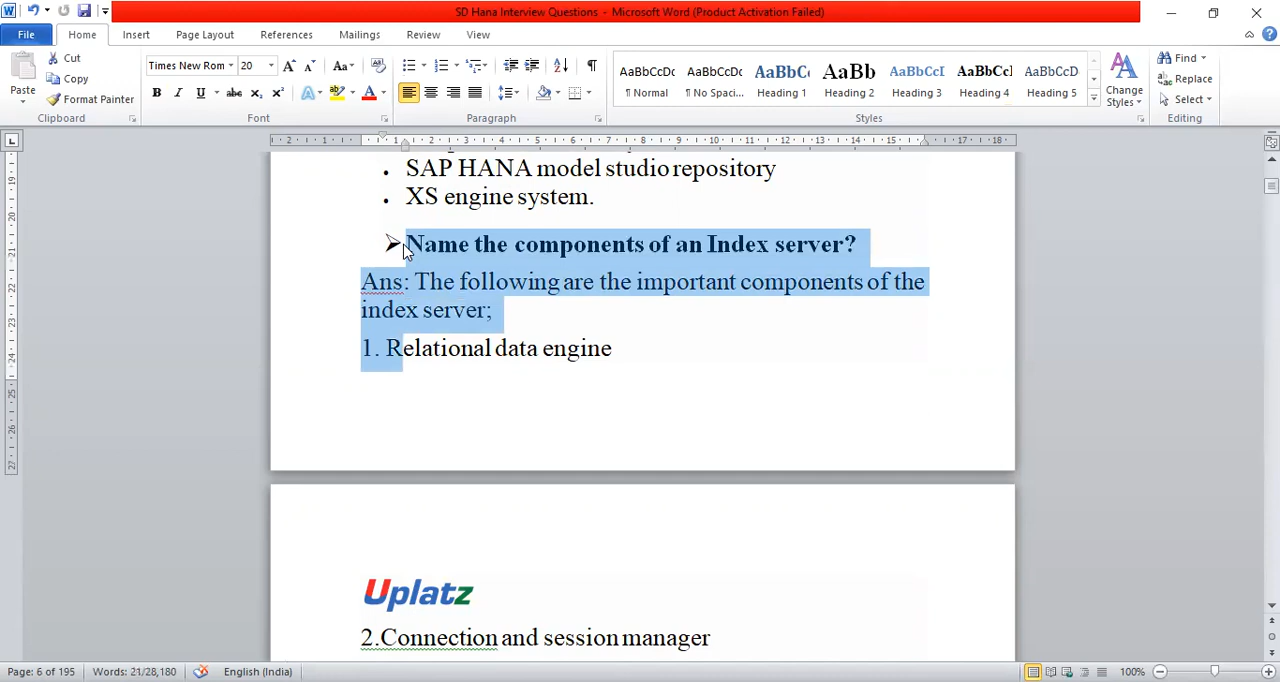 SD Hana Interview Questions - Microsoft Word (Product Activation Failed)
File Home Insert Page Layout References Mailings Review View
Paste
Cut
Copy
Format Painter
Clipboard
Times New Rom 20
Font
Paragraph
AaBbCcDc AaBbCcDc AaBbCc AaBb AaBbCcI AaBbCcI AaBbCcD
¶ Normal ¶ No Spaci... Heading 1 Heading 2 Heading 3 Heading 4 Heading 5
Styles
Change Styles
Find
Replace
Select
Editing
SAP HANA model studio repository
XS engine system.
Name the components of an Index server?
Ans: The following are the important components of the
index server;
1. Relational data engine
Uplatz
2.Connection and session manager
Page: 6 of 195 Words: 21/28,180 English (India) 100%